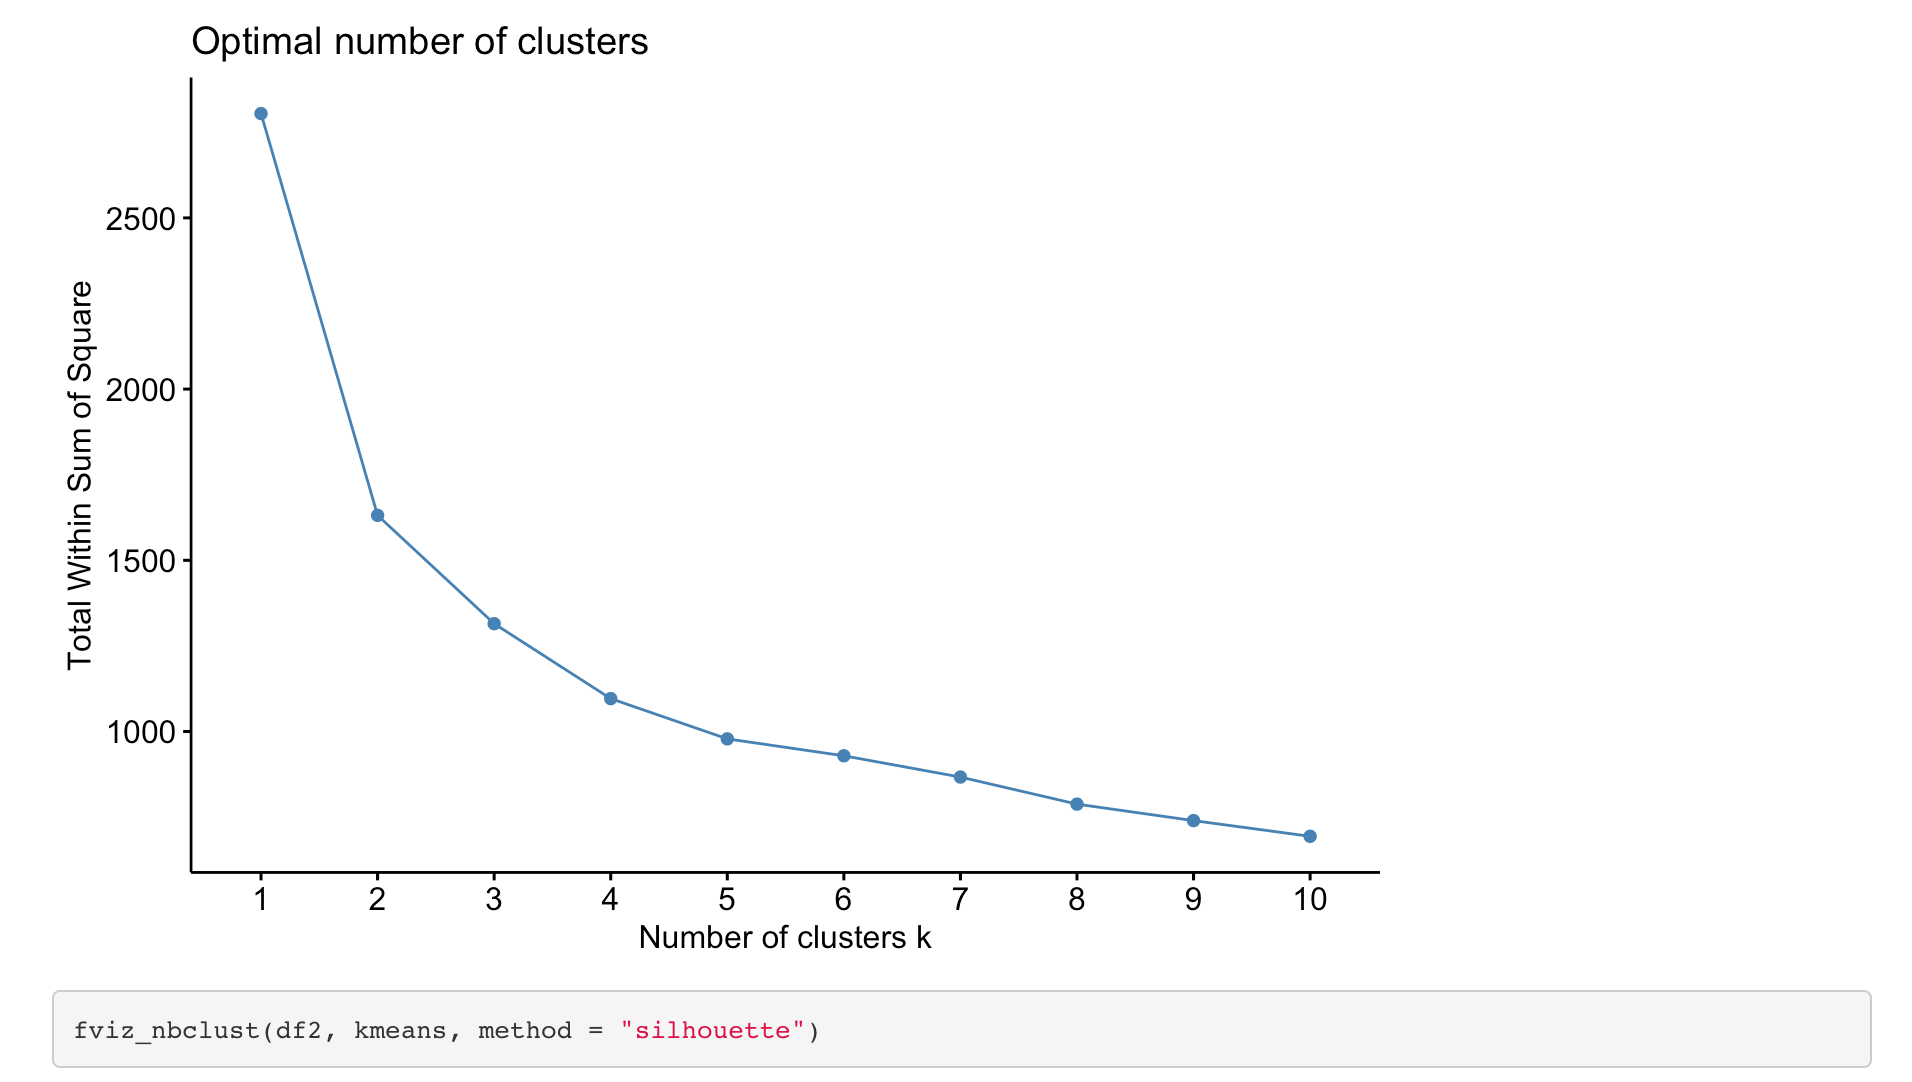 Optimal number of clusters
2500
2000
1500
1000
Total Within Sum of Square
1 2 3 4 5 6 7 8 9 10
Number of clusters k
fviz_nbclust(df2, kmeans, method = "silhouette")